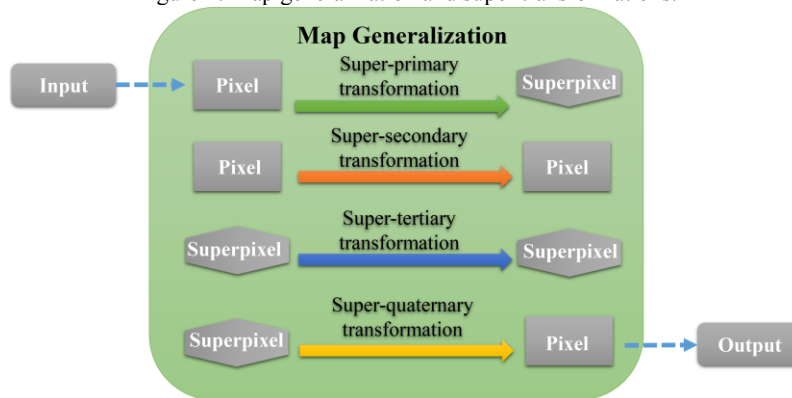 Map Generalization
Input
Pixel
Super-primary
transformation
Superpixel
Pixel
Super-secondary
transformation
Pixel
Superpixel
Super-tertiary
transformation
Superpixel
Superpixel
Super-quaternary
transformation
Pixel
Output